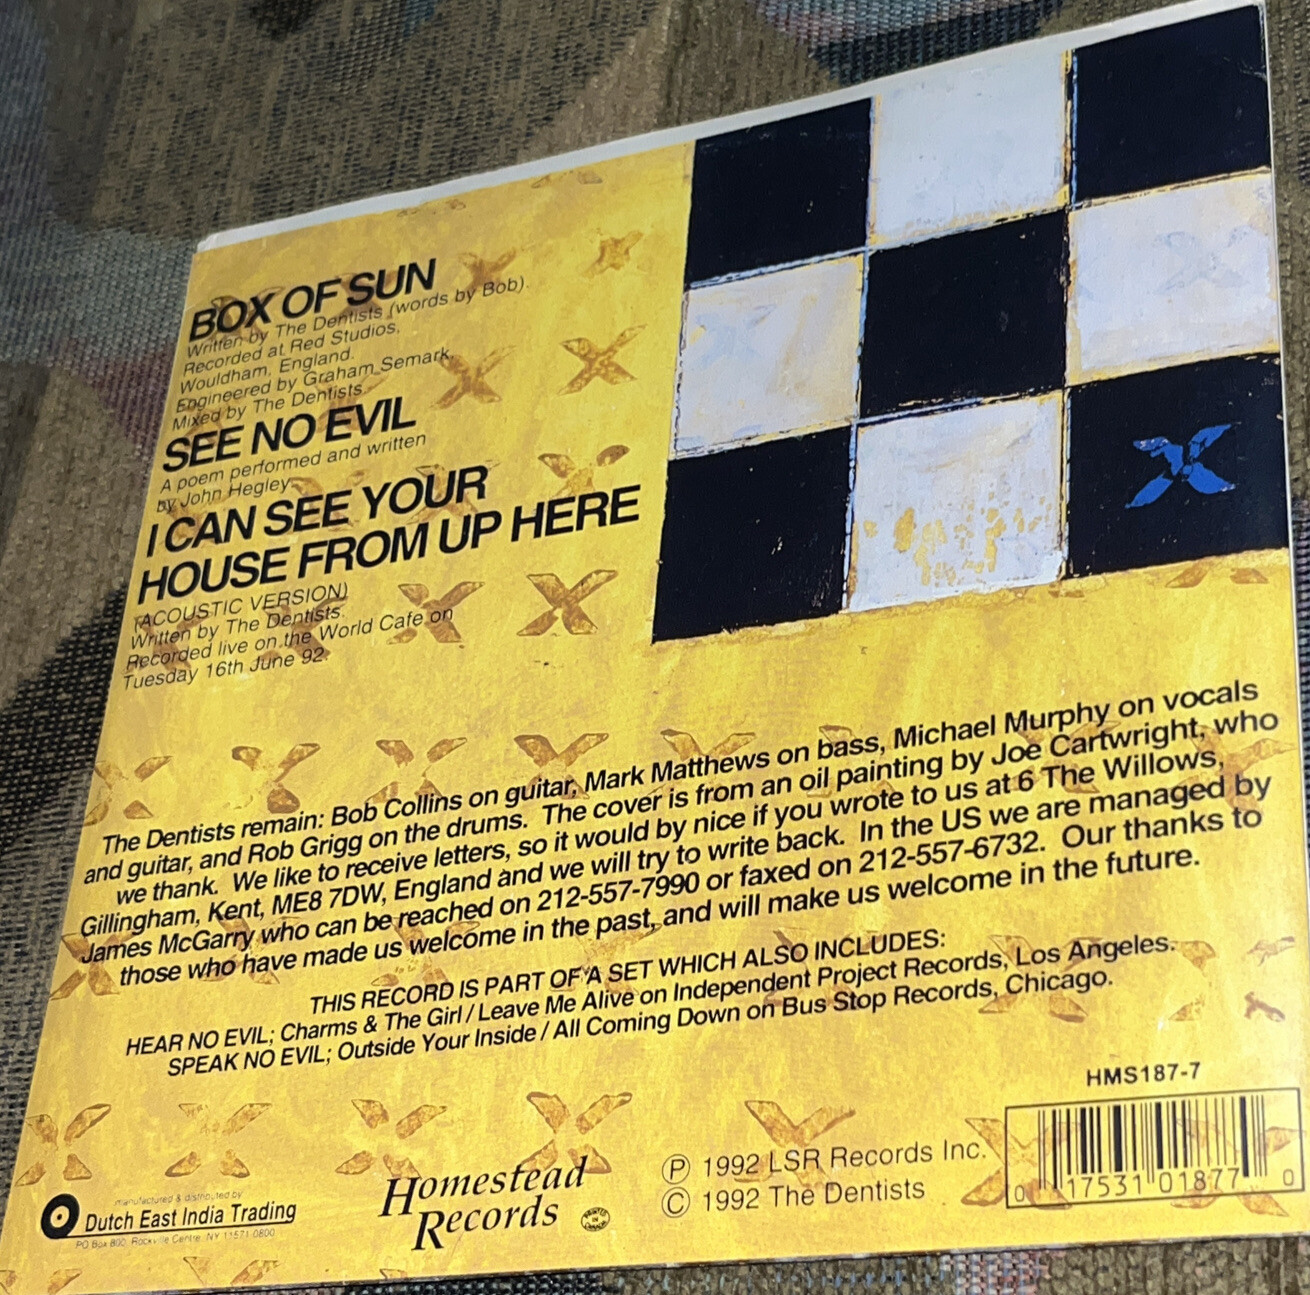 BOX OF SUN
Written by The Dentists (words by Bob).
Recorded at Red Studios,
Wouldham, England.
Engineered by Graham Semark
Mixed by The Dentists
SEE NO EVIL
A poem performed and written
by John Hegley
I CAN SEE YOUR
HOUSE FROM UP HERE
(ACOUSTIC VERSION)
Written by The Dentists.
Recorded live on the World Cafe on
Tuesday 16th June 92.
The Dentists remain: Bob Collins on guitar, Mark Matthews on bass, Michael Murphy on vocals
and guitar, and Rob Grigg on the drums. The cover is from an oil painting by Joe Cartwright, who
we thank. We like to receive letters, so it would by nice if you wrote to us at 6 The Willows,
Gillingham, Kent, ME8 7DW, England and we will try to write back. In the US we are managed by
James McGarry who can be reached on 212-557-7990 or faxed on 212-557-6732. Our thanks to
those who have made us welcome in the past, and will make us welcome in the future.
THIS RECORD IS PART OF A SET WHICH ALSO INCLUDES:
HEAR NO EVIL; Charms & The Girl / Leave Me Alive on Independent Project Records, Los Angeles.
SPEAK NO EVIL; Outside Your Inside / All Coming Down on Bus Stop Records, Chicago.
HMS187-7
0 17531 01877 0
manufactured & distributed by
Dutch East India Trading
PO Box 800, Rockville Centre, NY 11571 0800
Homestead
Records
PRINTED IN CANADA
Ⓟ 1992 LSR Records Inc.
© 1992 The Dentists